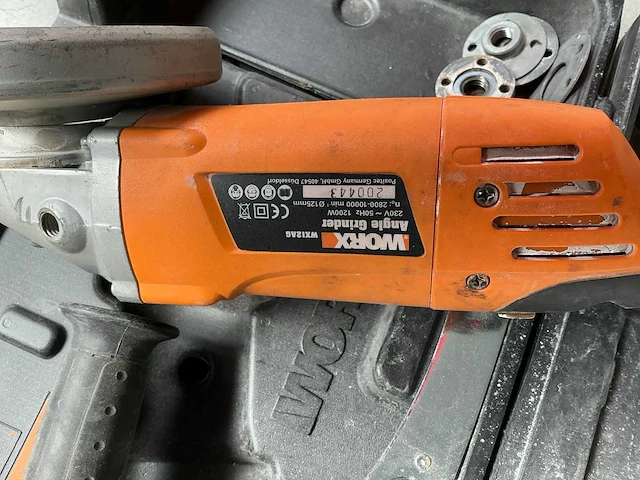 WORX
Angle Grinder
WX12AG
230V ~ 50Hz 1200W
n₀: 2800-10000/min Ø125mm
CE
200443
Positec Germany GmbH, 40547 Düsseldorf
WORX